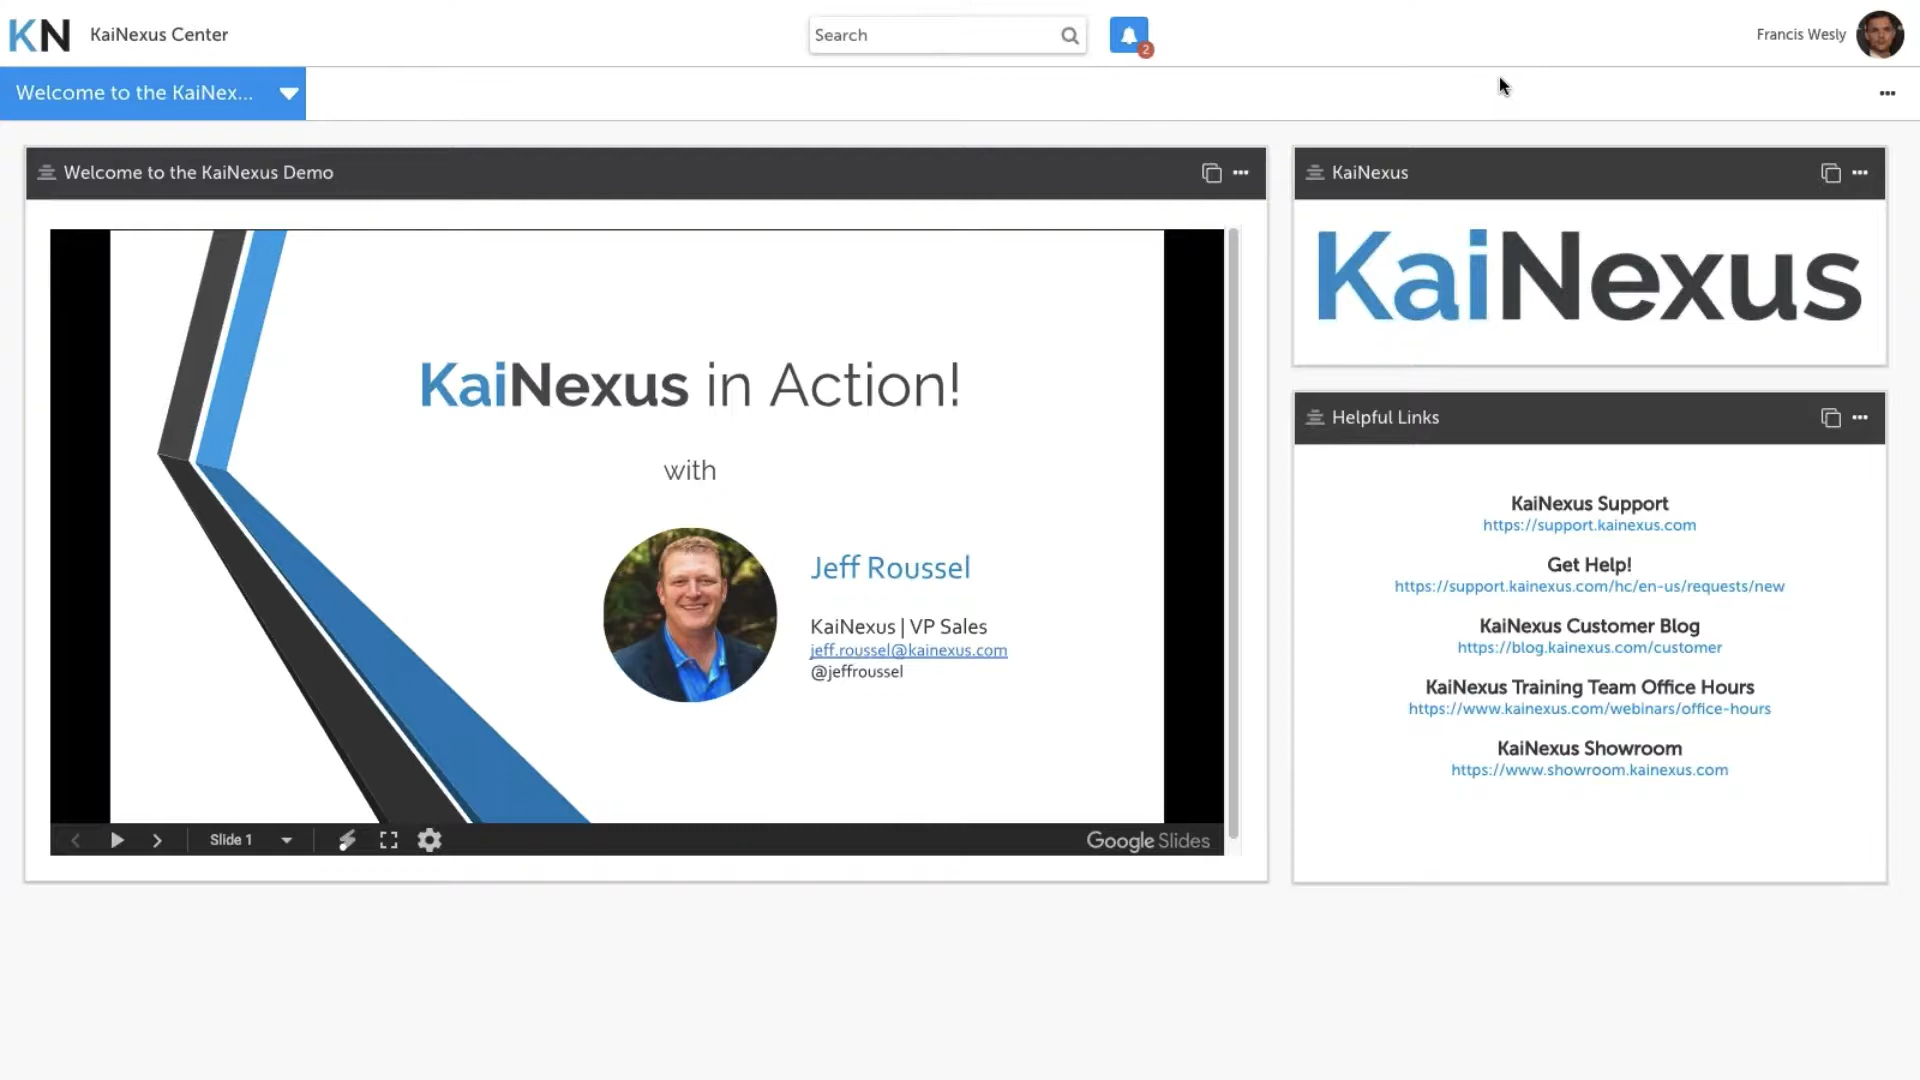 KN KaiNexus Center
Search
2
Francis Wesly
Welcome to the KaiNex...
Welcome to the KaiNexus Demo
KaiNexus in Action!
with
Jeff Roussel
KaiNexus | VP Sales
jeff.roussel@kainexus.com
@jeffroussel
Slide 1
Google Slides
KaiNexus
KaiNexus
Helpful Links
KaiNexus Support
https://support.kainexus.com
Get Help!
https://support.kainexus.com/hc/en-us/requests/new
KaiNexus Customer Blog
https://blog.kainexus.com/customer
KaiNexus Training Team Office Hours
https://www.kainexus.com/webinars/office-hours
KaiNexus Showroom
https://www.showroom.kainexus.com